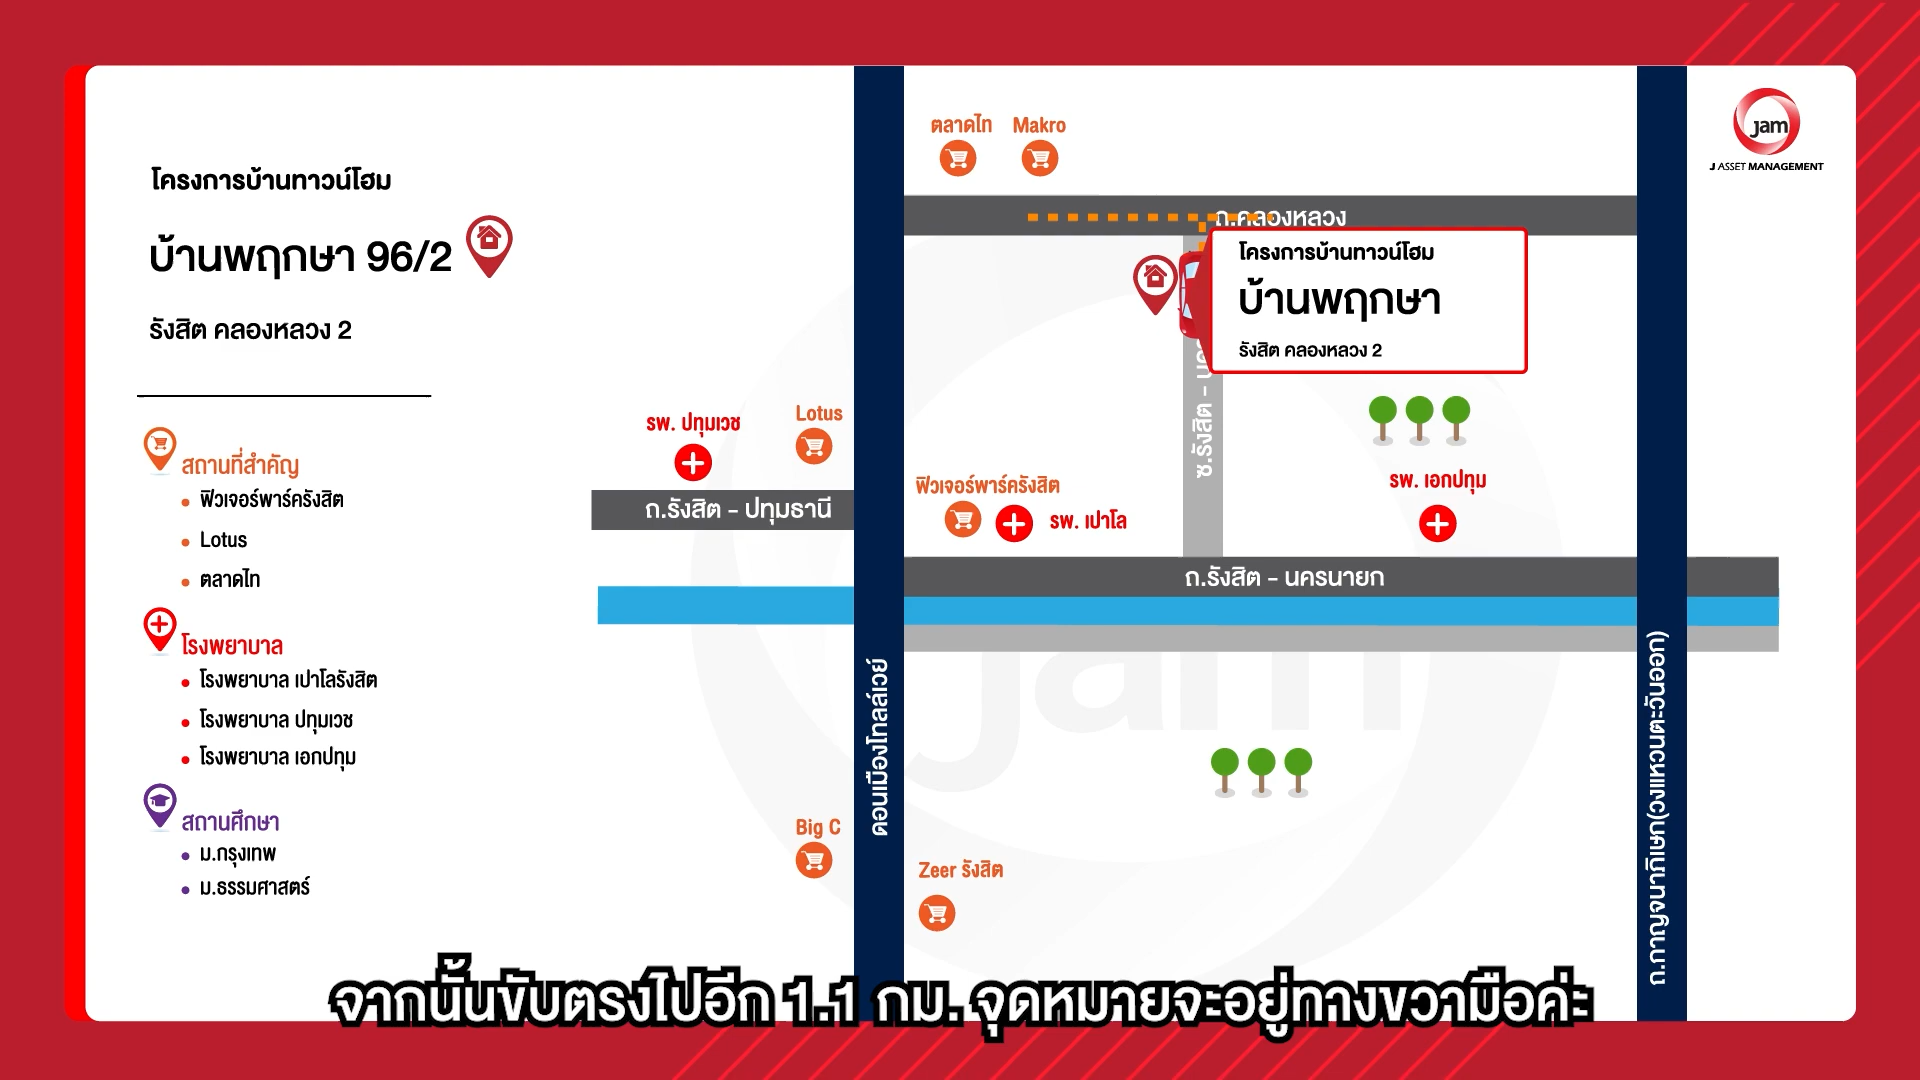 โครงการบ้านทาวน์โฮม
บ้านพฤกษา 96/2
รังสิต คลองหลวง 2
สถานที่สำคัญ
ฟิวเจอร์พาร์ครังสิต
Lotus
ตลาดไท
โรงพยาบาล
โรงพยาบาล เปาโลรังสิต
โรงพยาบาล ปทุมเวช
โรงพยาบาล เอกปทุม
สถานศึกษา
ม.กรุงเทพ
ม.ธรรมศาสตร์
ตลาดไท
Makro
ถ.คลองหลวง
โครงการบ้านทาวน์โฮม
บ้านพฤกษา
รังสิต คลองหลวง 2
ซ.รังสิต -
รพ. ปทุมเวช
Lotus
ถ.รังสิต - ปทุมธานี
ฟิวเจอร์พาร์ครังสิต
รพ. เปาโล
รพ. เอกปทุม
ถ.รังสิต - นครนายก
ดอนเมืองโทลล์เวย์
ถ.กาญจนาภิเษก(วงแหวนตะวันออก)
Big C
Zeer รังสิต
jam
J ASSET MANAGEMENT
jam
จากนั้นขับตรงไปอีก 1.1 กม. จุดหมายจะอยู่ทางขวามือค่ะ